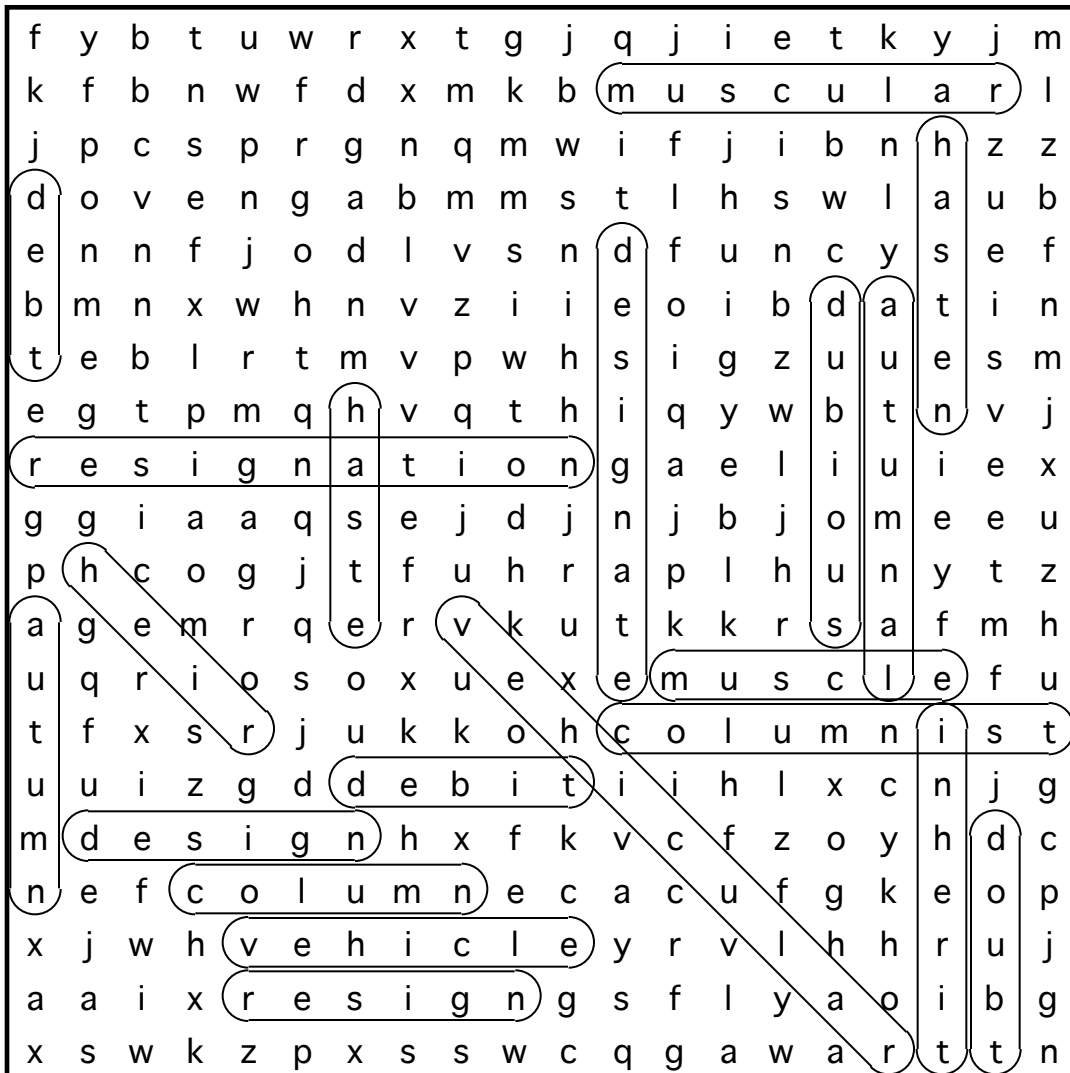 f y b t u w r x t g j q j i e t k y j m
k f b n w f d x m k b m u s c u l a r l
j p c s p r g n q m w i f j i b n h z z
d o v e n g a b m m s t l h s w l a u b
e n n f j o d l v s n d f u n c y s e f
b m n x w h n v z i i e o i b d a t i n
t e b l r t m v p w h s i g z u u e s m
e g t p m q h v q t h i q y w b t n v j
r e s i g n a t i o n g a e l i u i e x
g g i a a q s e j d j n j b j o m e e u
p h c o g j t f u h r a p l h u n y t z
a g e m r q e r v k u t k k r s a f m h
u q r i o s o x u e x e m u s c l e f u
t f x s r j u k k o h c o l u m n i s t
u u i z g d d e b i t i i h l x c n j g
m d e s i g n h x f k v c f z o y h d c
n e f c o l u m n e c a c u f g k e o p
x j w h v e h i c l e y r v l h h r u j
a a i x r e s i g n g s f l y a o i b g
x s w k z p x s s w c q g a w a r t t n